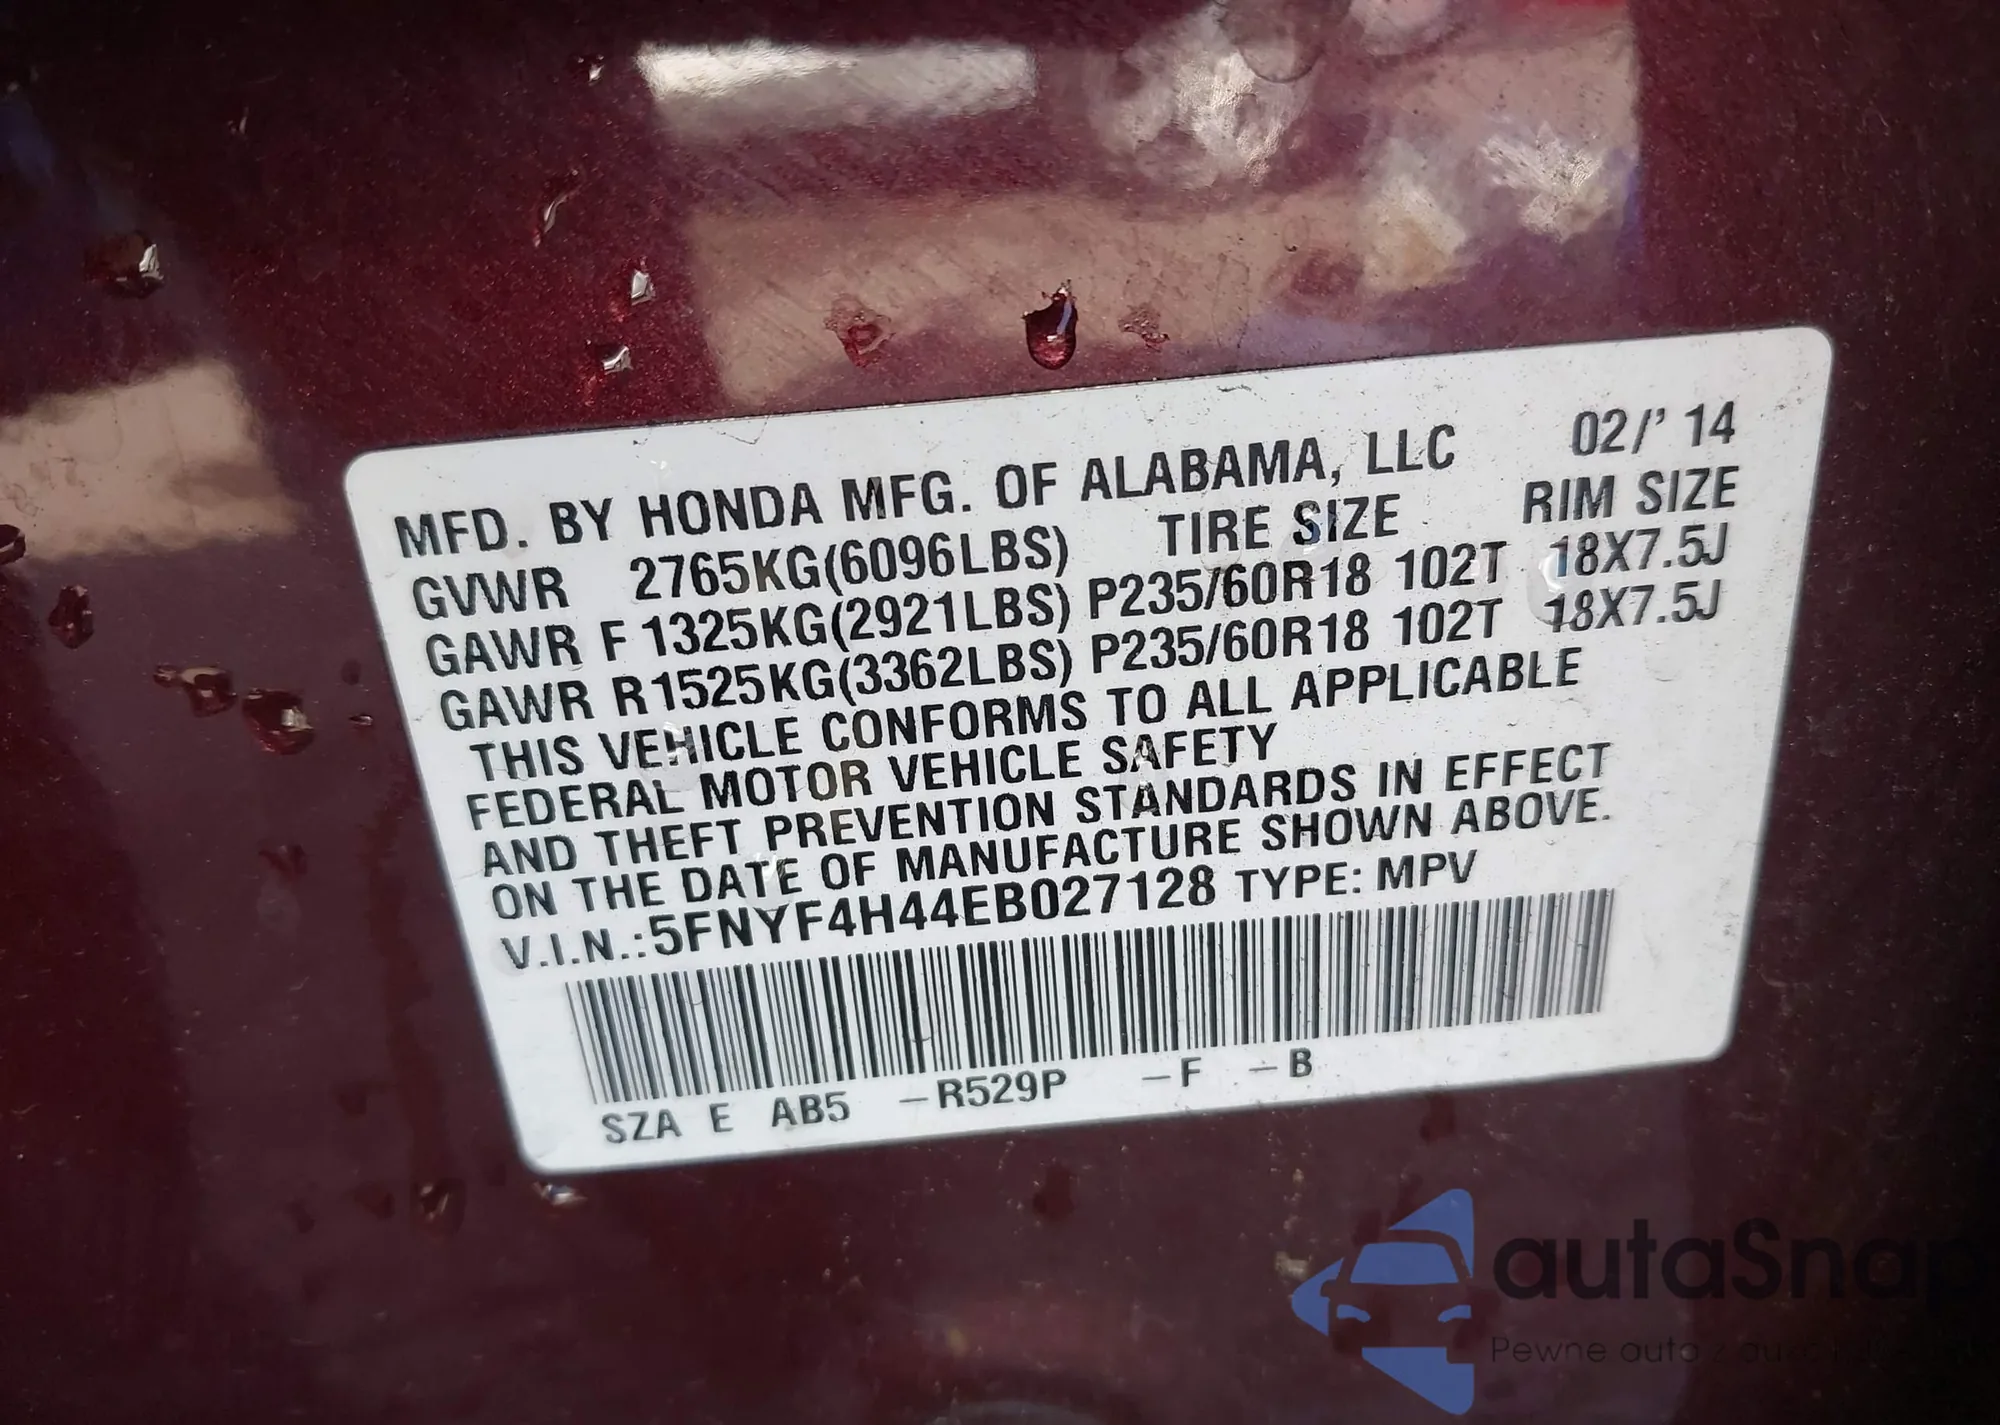 MFD. BY HONDA MFG. OF ALABAMA, LLC 02/' 14
GVWR 2765KG(6096LBS) TIRE SIZE RIM SIZE
GAWR F 1325KG(2921LBS) P235/60R18 102T 18X7.5J
GAWR R1525KG(3362LBS) P235/60R18 102T 18X7.5J
THIS VEHICLE CONFORMS TO ALL APPLICABLE
FEDERAL MOTOR VEHICLE SAFETY
AND THEFT PREVENTION STANDARDS IN EFFECT
ON THE DATE OF MANUFACTURE SHOWN ABOVE.
V.I.N.:5FNYF4H44EB027128 TYPE: MPV
SZA E AB5 –R529P –F –B
autaSnap
Pewne auto z